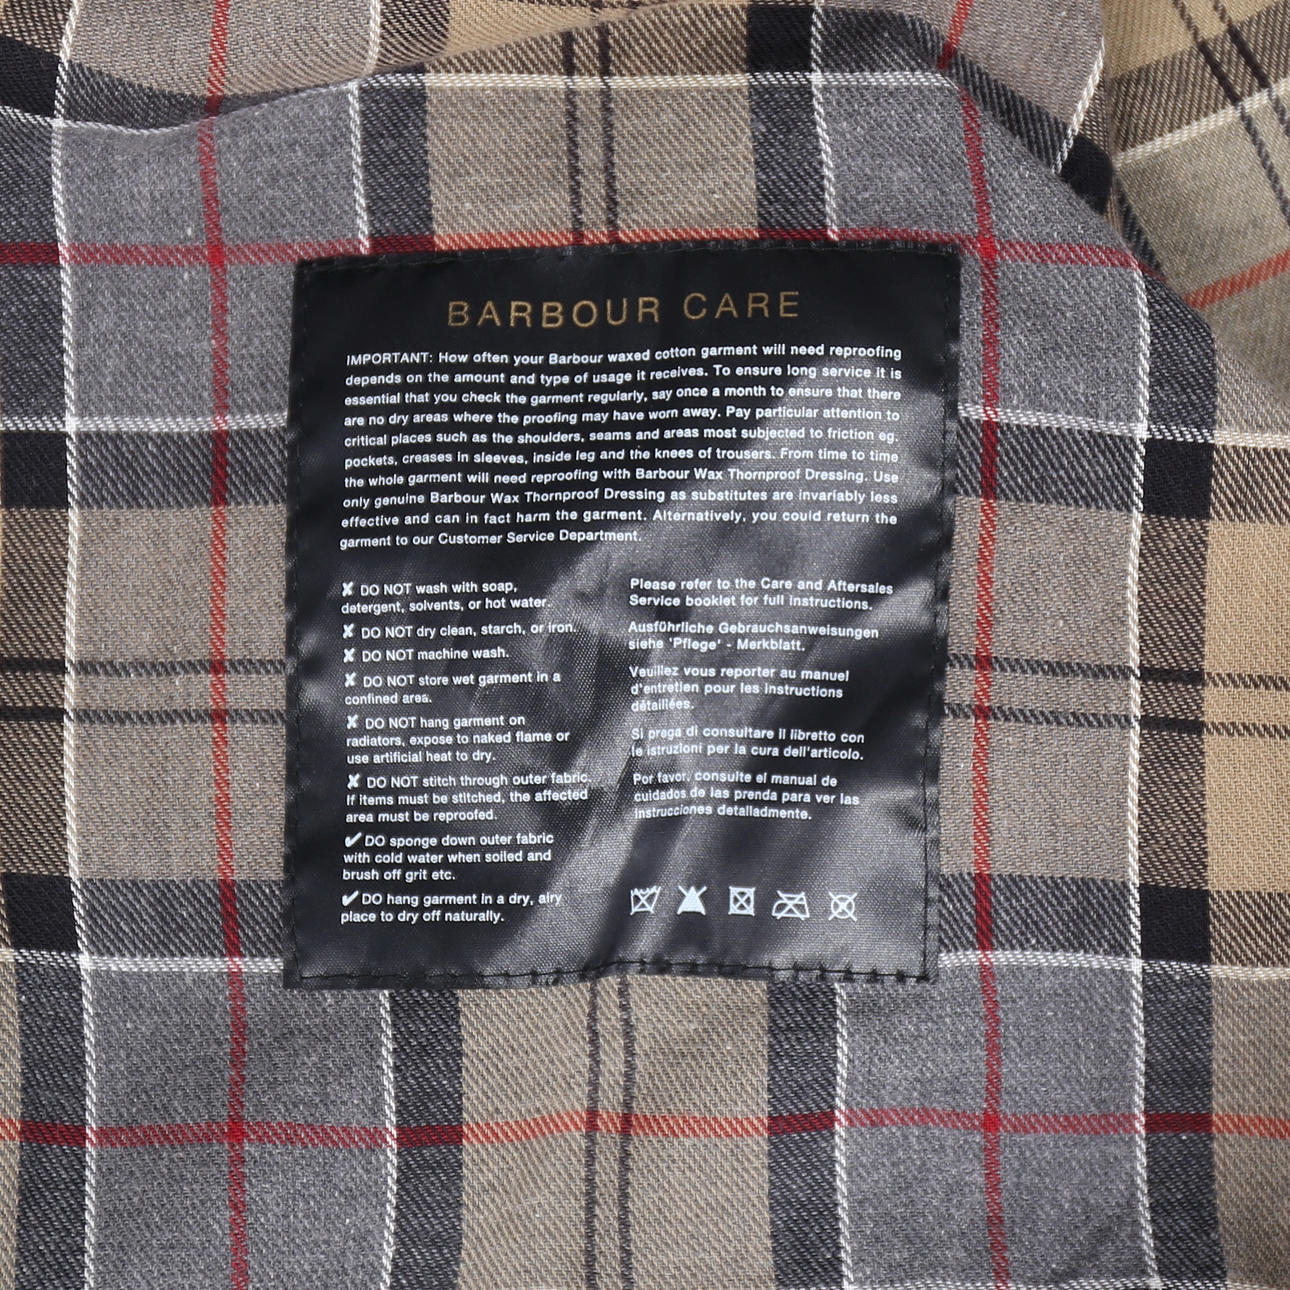 BARBOUR CARE
IMPORTANT: How often your Barbour waxed cotton garment will need reproofing
depends on the amount and type of usage it receives. To ensure long service it is
essential that you check the garment regularly, say once a month to ensure that there
are no dry areas where the proofing may have worn away. Pay particular attention to
critical places such as the shoulders, seams and areas most subjected to friction eg.
pockets, creases in sleeves, inside leg and the knees of trousers. From time to time
the whole garment will need reproofing with Barbour Wax Thornproof Dressing. Use
only genuine Barbour Wax Thornproof Dressing as substitutes are invariably less
effective and can in fact harm the garment. Alternatively, you could return the
garment to our Customer Service Department.
✘ DO NOT wash with soap,
detergent, solvents, or hot water.
✘ DO NOT dry clean, starch, or iron.
✘ DO NOT machine wash.
✘ DO NOT store wet garment in a
confined area.
✘ DO NOT hang garment on
radiators, expose to naked flame or
use artificial heat to dry.
✘ DO NOT stitch through outer fabric.
If items must be stitched, the affected
area must be reproofed.
✔ DO sponge down outer fabric
with cold water when soiled and
brush off grit etc.
✔ DO hang garment in a dry, airy
place to dry off naturally.
Please refer to the Care and Aftersales
Service booklet for full instructions.
Ausführliche Gebrauchsanweisungen
siehe 'Pflege' - Merkblatt.
Veuillez vous reporter au manuel
d'entretien pour les instructions
détaillées.
Si prega di consultare il libretto con
le istruzioni per la cura dell'articolo.
Por favor, consulte el manual de
cuidados de las prenda para ver las
instrucciones detalladmente.